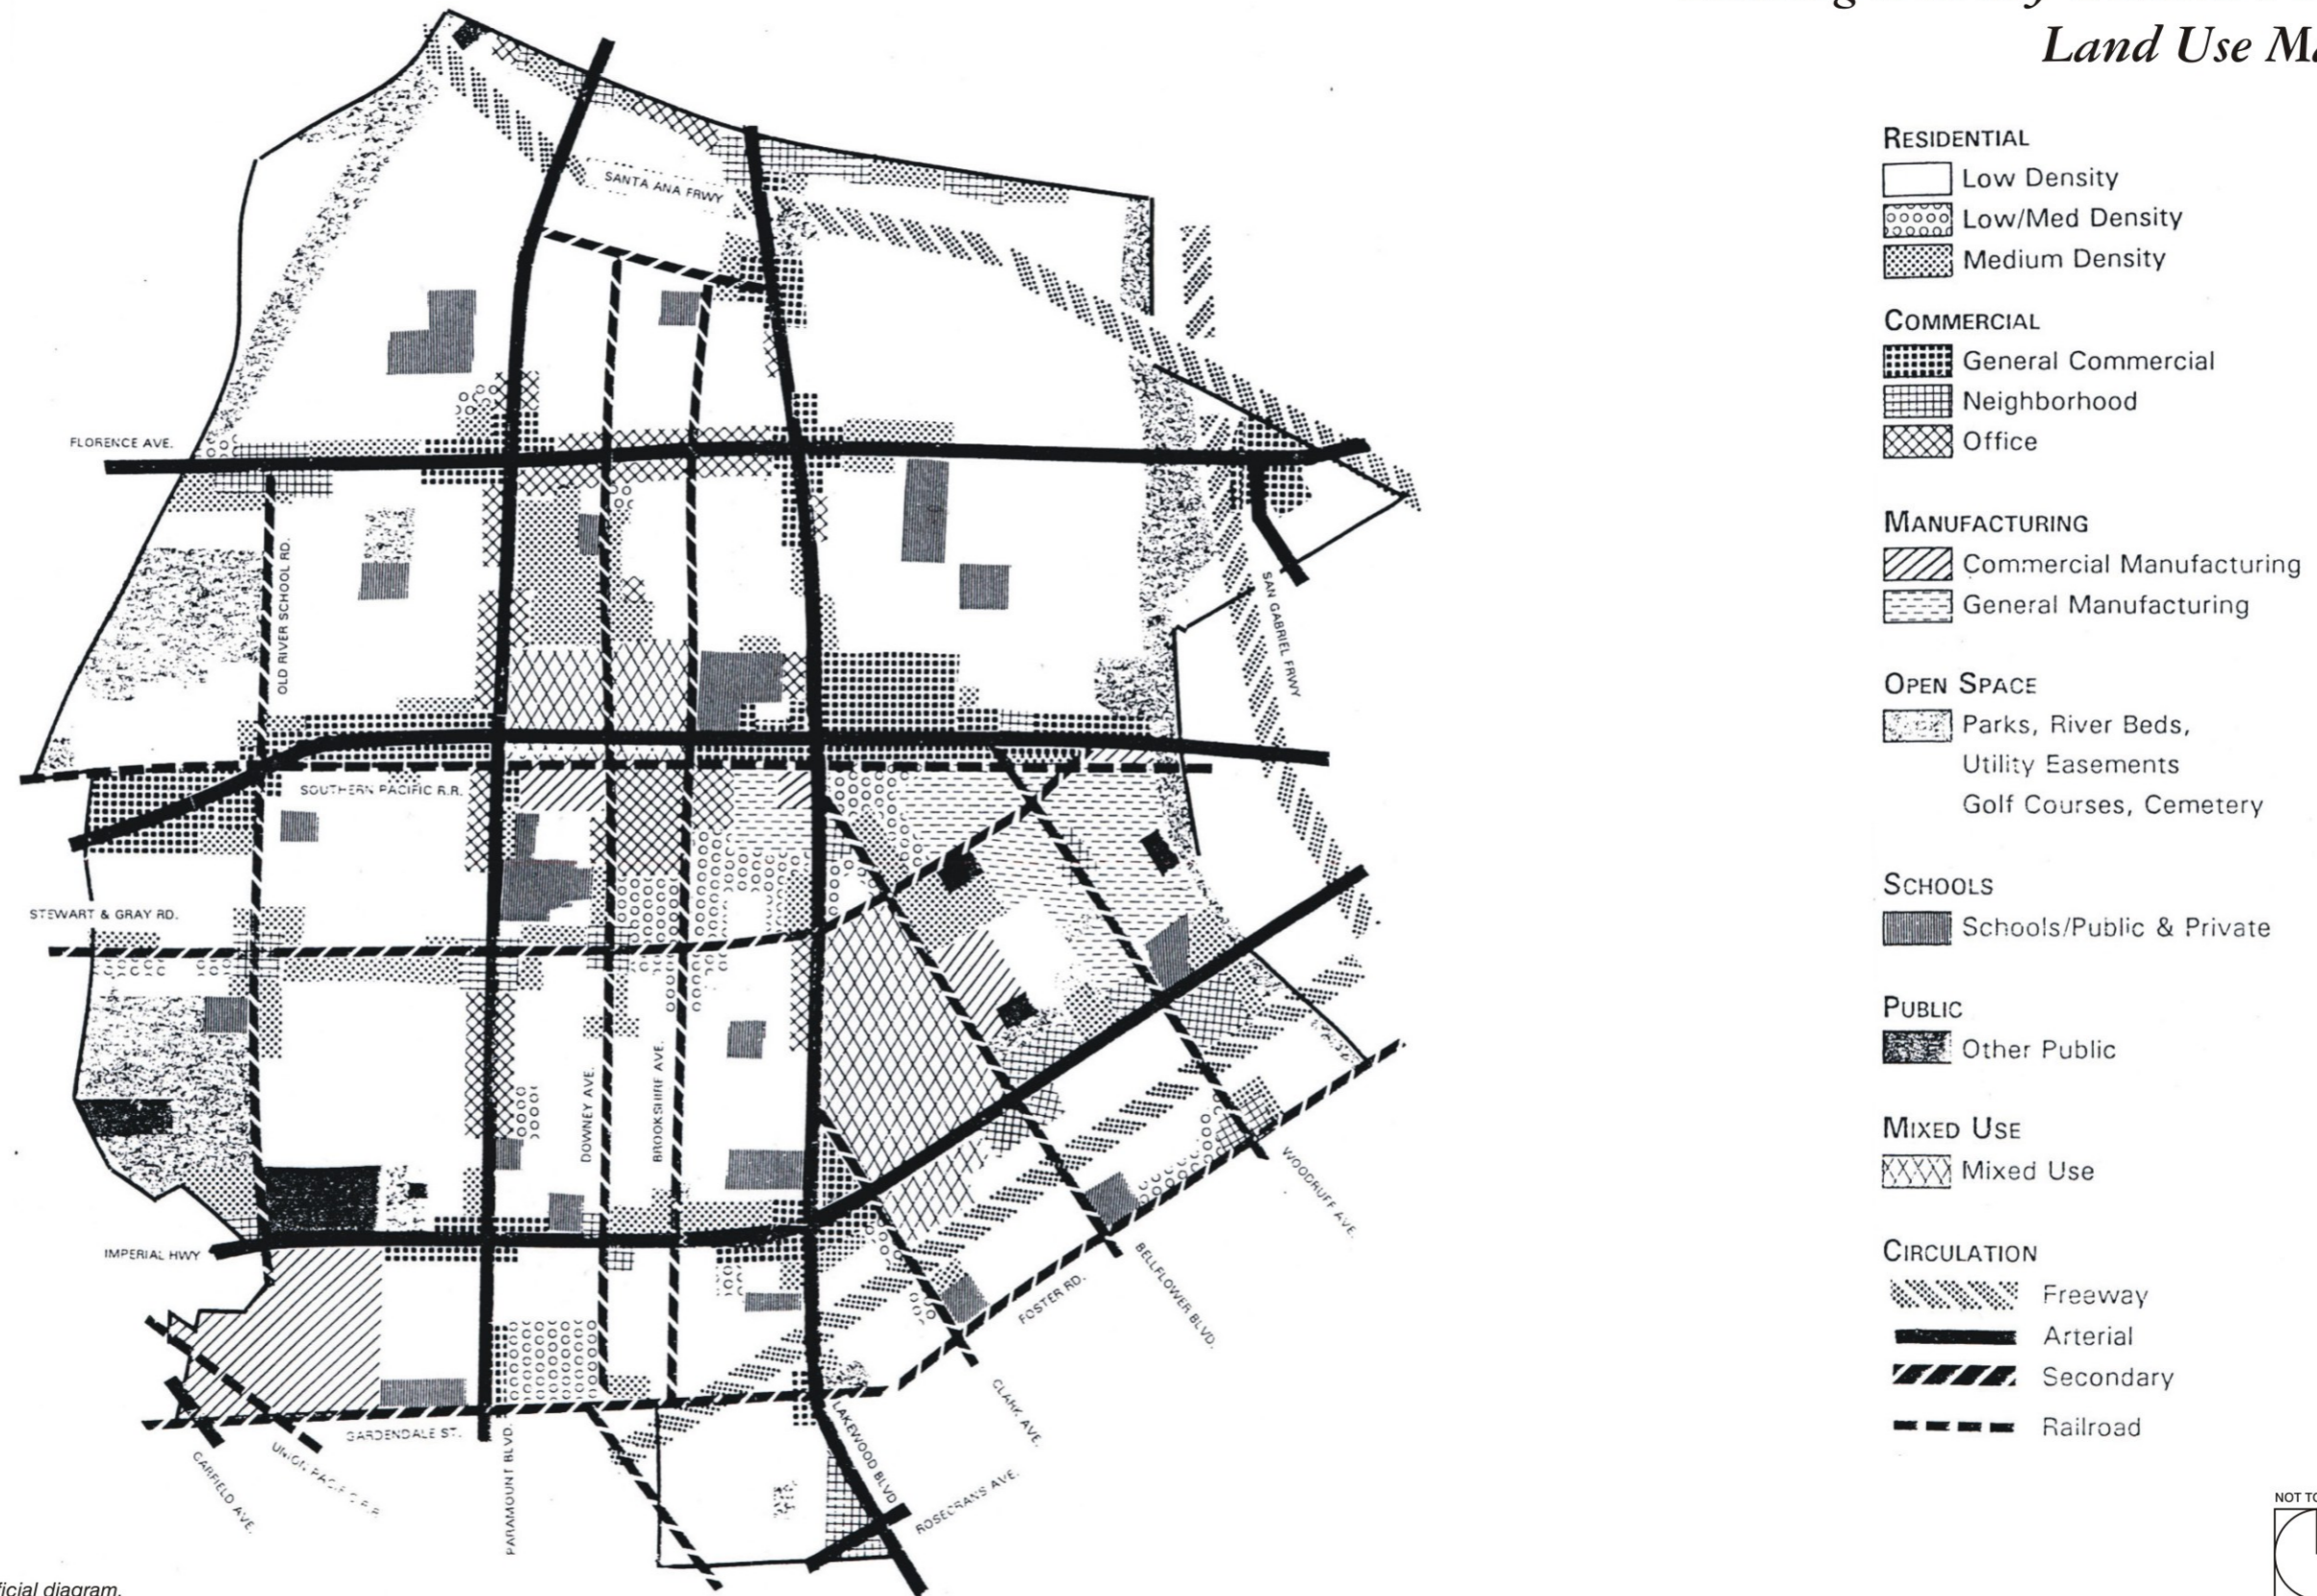 Land Use
RESIDENTIAL
Low Density
Low/Med Density
Medium Density
COMMERCIAL
General Commercial
Neighborhood
Office
MANUFACTURING
Commercial Manufacturing
General Manufacturing
OPEN SPACE
Parks, River Beds,
Utility Easements
Golf Courses, Cemetery
SCHOOLS
Schools/Public & Private
PUBLIC
Other Public
MIXED USE
Mixed Use
CIRCULATION
Freeway
Arterial
Secondary
Railroad
NOT
SANTA ANA FRWY
FLORENCE AVE.
OLD RIVER SCHOOL RD.
SAN GABRIEL FRWY
SOUTHERN PACIFIC R.R.
STEWART & GRAY RD.
DOWNEY AVE.
BROOKSHIRE AVE.
WOODRUFF AVE.
IMPERIAL HWY
BELLFLOWER BLVD.
FOSTER RD.
CLARK AVE.
LAKEWOOD BLVD
GARDENDALE ST.
PARAMOUNT BLVD.
UNION PACIFIC R.R.
GARFIELD AVE.
ROSECRANS AVE.
diagram.